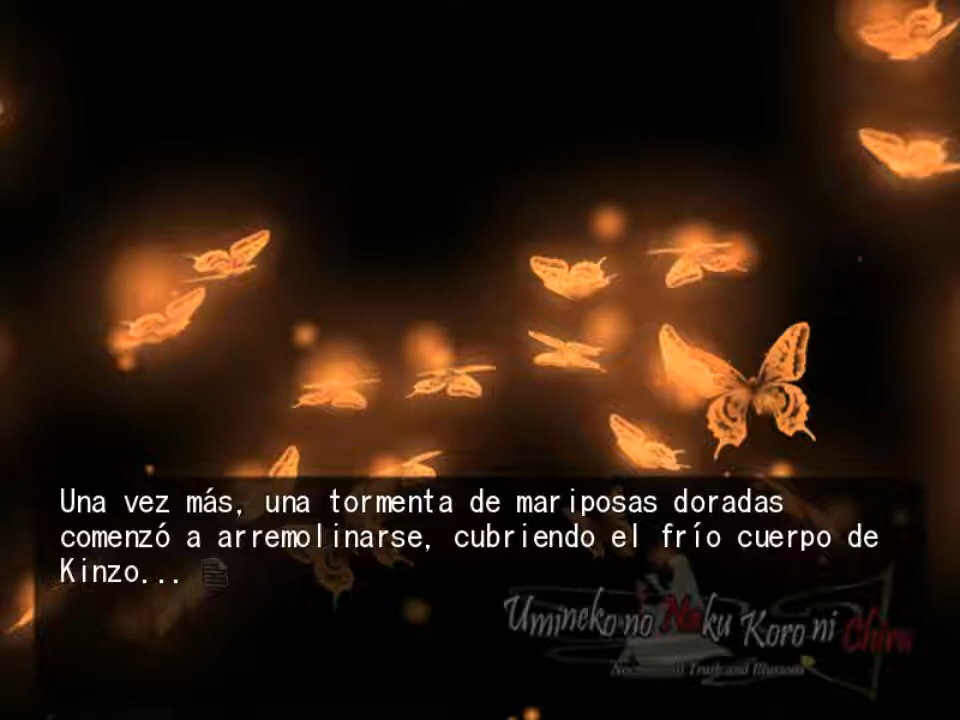 Una vez más, una tormenta de mariposas doradas
comenzó a arremolinarse, cubriendo el frío cuerpo de
Kinzo...
Umineko no Naku Koro ni Chiru